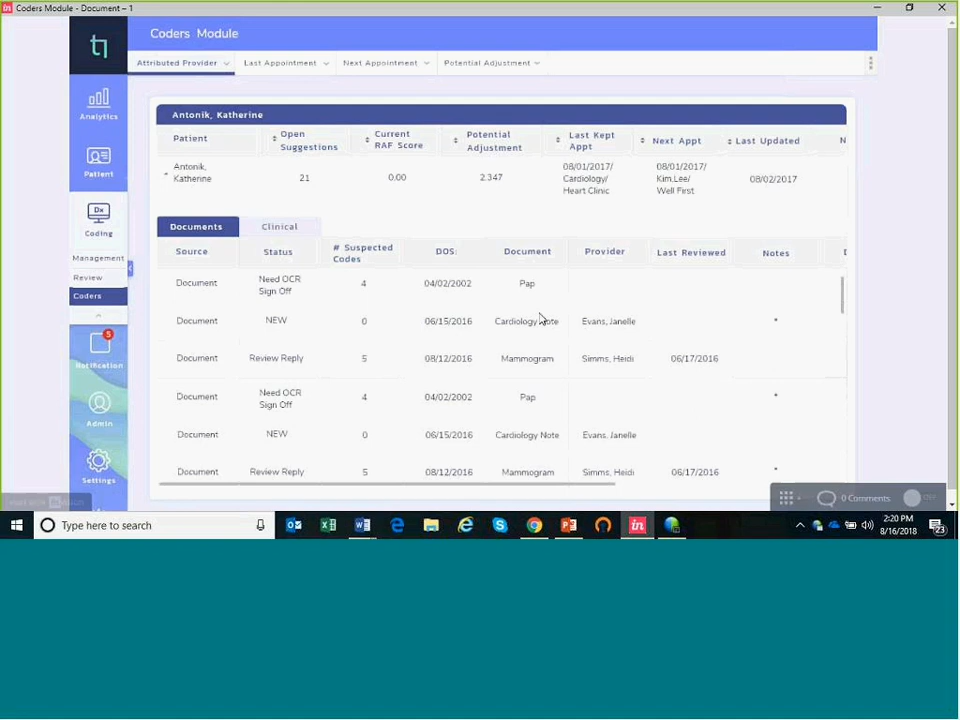 Coders Module - Document - 1
Coders Module
Attributed Provider
Last Appointment
Next Appointment
Potential Adjustment
Analytics
Patient
Dx
Coding
Management
Review
Coders
5
Notification
Admin
Settings
Antonik, Katherine
Patient
Open
Suggestions
Current
RAF Score
Potential
Adjustment
Last Kept
Appt
Next Appt
Last Updated
N
Antonik,
Katherine
21
0.00
2.347
08/01/2017/
Cardiology/
Heart Clinic
08/01/2017/
Kim,Lee/
Well First
08/02/2017
Documents
Clinical
Source
Status
# Suspected
Codes
DOS:
Document
Provider
Last Reviewed
Notes
Document
Need OCR
Sign Off
4
04/02/2002
Pap
Document
NEW
0
06/15/2016
Cardiology Note
Evans, Janelle
*
Document
Review Reply
5
08/12/2016
Mammogram
Simms, Heidi
06/17/2016
Document
Need OCR
Sign Off
4
04/02/2002
Pap
*
Document
NEW
0
06/15/2016
Cardiology Note
Evans, Janelle
Document
Review Reply
5
08/12/2016
Mammogram
Simms, Heidi
06/17/2016
*
0 Comments
OFF
Type here to search
2:20 PM
8/16/2018
23